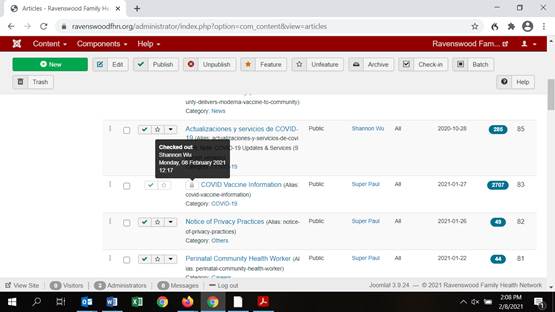 Articles - Ravenswood Family He
ravenswoodfhn.org/administrator/index.php?option=com_content&view=articles
Content Components Help Ravenswood Fam...
New Edit Publish Unpublish Feature Unfeature Archive Check-in Batch
Trash Help
unity-delivers-moderna-vaccine-to-community)
Category: News
Actualizaciones y servicios de COVID- Public Shannon Wu All 2020-10-28 285 85
19 (Alias: actualizaciones-y-servicios-de-covi
Note: COVID-19 Updates & Services (9
Checked out
Shannon Wu
Monday, 08 February 2021
12:17
COVID Vaccine Information (Alias: Public Super Paul All 2021-01-27 2707 83
covid-vaccine-information)
Category: COVID-19
Notice of Privacy Practices (Alias: notice- Public Super Paul All 2021-01-26 49 82
of-privacy-practices)
Category: Others
Perinatal Community Health Worker (Al Public Super Paul All 2021-01-22 44 81
ias: perinatal-community-health-worker)
Category: Careers
View Site 0 Visitors 2 Administrators 0 Messages Log out Joomla! 3.9.24 — © 2021 Ravenswood Family Health Network
2:08 PM
2/8/2021